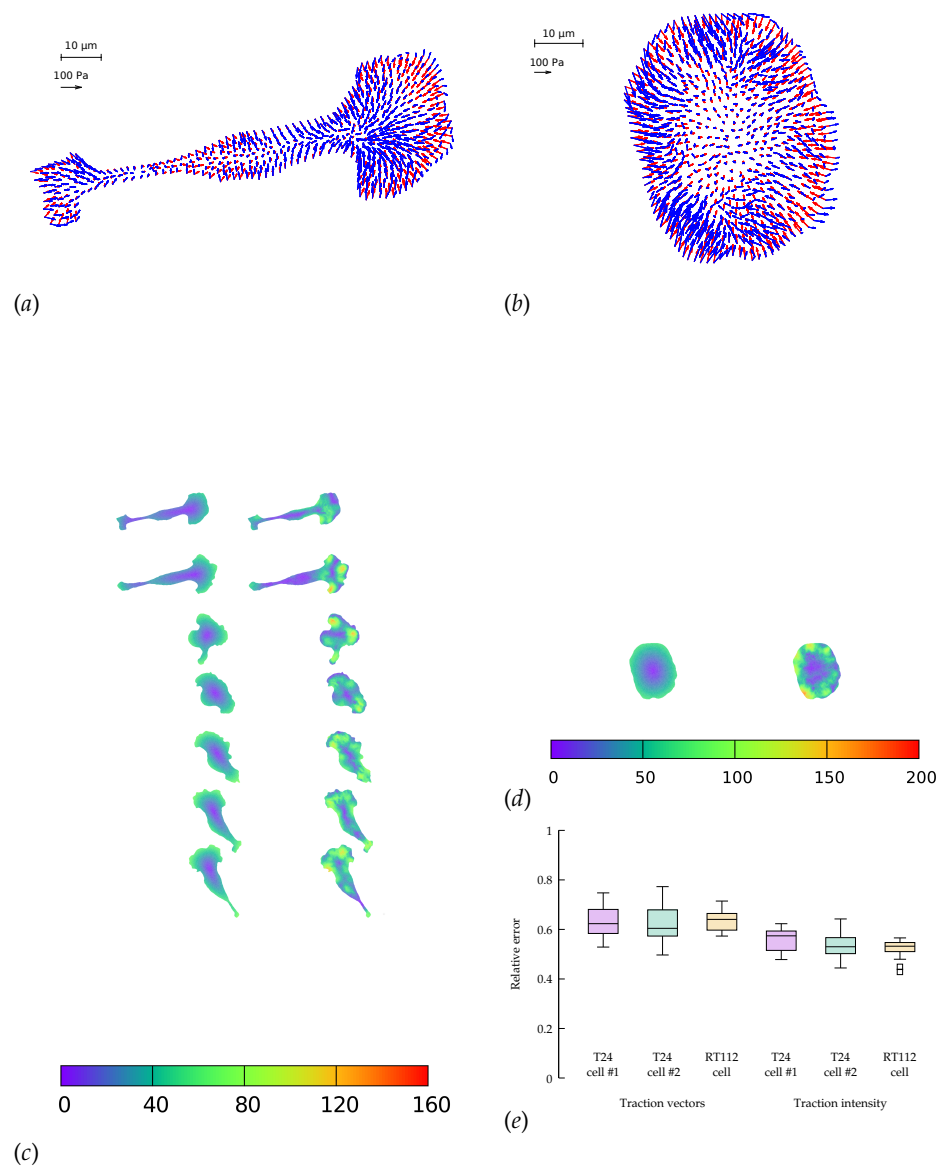 10 µm
100 Pa
(a)
10 µm
100 Pa
(b)
0 40 80 120 160
(c)
0 50 100 150 200
(d)
1
0.8
0.6
0.4
0.2
0
Relative error
T24 cell #1
T24 cell #2
RT112 cell
T24 cell #1
T24 cell #2
RT112 cell
Traction vectors
Traction intensity
(e)